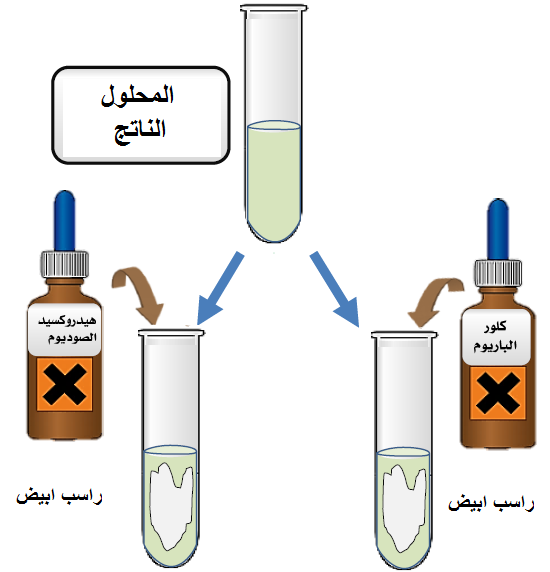 المحلول
الناتج
هيدروكسيد
الصوديوم
كلور
الباريوم
راسب ابيض
راسب ابيض